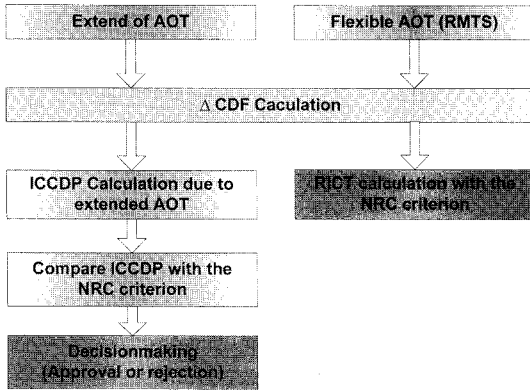 Extend of AOT
Flexible AOT (RMTS)
Δ CDF Caculation
ICCDP Calculation due to
extended AOT
RICT calculation with the
NRC criterion
Compare ICCDP with the
NRC criterion
Decisionmaking
(Approval or rejection)